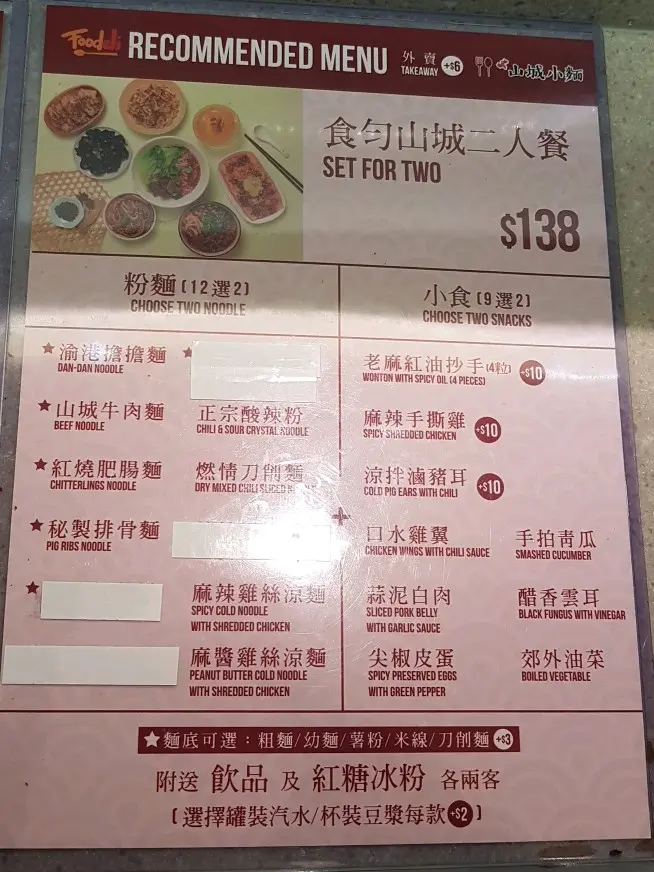 Foodeli
RECOMMENDED MENU
外賣
TAKEAWAY +$6
山城小麵
食勻山城二人餐
SET FOR TWO
$138
粉麵(12選2)
CHOOSE TWO NOODLE
★渝港擔擔麵
DAN-DAN NOODLE
★
★山城牛肉麵
BEEF NOODLE
正宗酸辣粉
CHILI & SOUR CRYSTAL NOODLE
★紅燒肥腸麵
CHITTERLINGS NOODLE
燃情刀削麵
DRY MIXED CHILI SLICED NOODLE
★秘製排骨麵
PIG RIBS NOODLE
★
麻辣雞絲涼麵
SPICY COLD NOODLE
WITH SHREDDED CHICKEN
麻醬雞絲涼麵
PEANUT BUTTER COLD NOODLE
WITH SHREDDED CHICKEN
+
小食(9選2)
CHOOSE TWO SNACKS
老麻紅油抄手(4粒) +$10
WONTON WITH SPICY OIL (4 PIECES)
麻辣手撕雞 +$10
SPICY SHREDDED CHICKEN
涼拌滷豬耳 +$10
COLD PIG EARS WITH CHILI
口水雞翼
CHICKEN WINGS WITH CHILI SAUCE
手拍青瓜
SMASHED CUCUMBER
蒜泥白肉
SLICED PORK BELLY
WITH GARLIC SAUCE
醋香雲耳
BLACK FUNGUS WITH VINEGAR
尖椒皮蛋
SPICY PRESERVED EGGS
WITH GREEN PEPPER
郊外油菜
BOILED VEGETABLE
★麵底可選：粗麵/幼麵/薯粉/米線/刀削麵 +$3
附送 飲品 及 紅糖冰粉 各兩客
(選擇罐裝汽水/杯裝豆漿每款+$2)